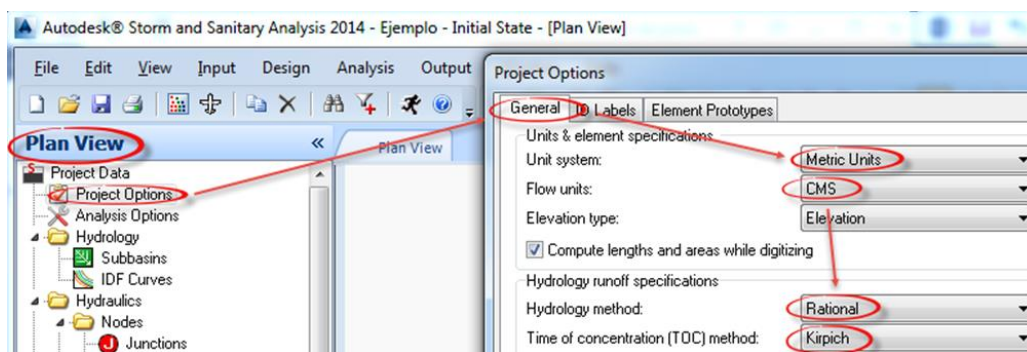 Autodesk® Storm and Sanitary Analysis 2014 - Ejemplo - Initial State - [Plan View]
File Edit View Input Design Analysis Output
Plan View «
Plan View
Project Data
Project Options
Analysis Options
Hydrology
Subbasins
IDF Curves
Hydraulics
Nodes
Junctions
Project Options
General ID Labels Element Prototypes
Units & element specifications
Unit system: Metric Units
Flow units: CMS
Elevation type: Elevation
Compute lengths and areas while digitizing
Hydrology runoff specifications
Hydrology method: Rational
Time of concentration (TOC) method: Kirpich